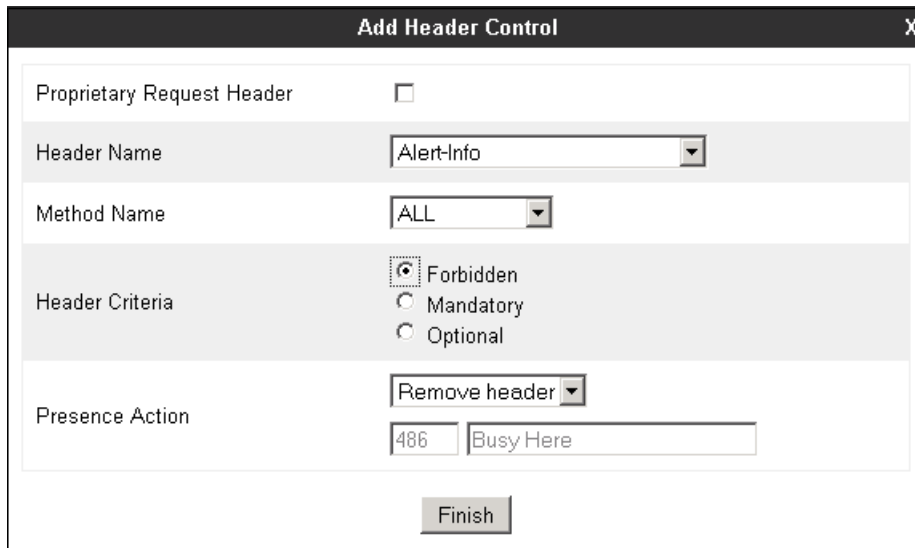 Add Header Control X
Proprietary Request Header
Header Name Alert-Info
Method Name ALL
Header Criteria
Forbidden
Mandatory
Optional
Presence Action
Remove header
486 Busy Here
Finish